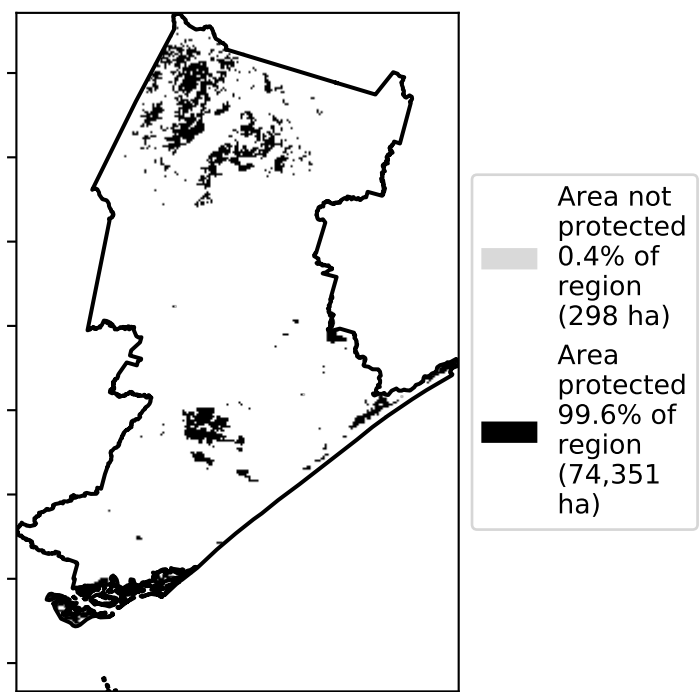 Area not
protected
0.4% of
region
(298 ha)
Area
protected
99.6% of
region
(74,351
ha)